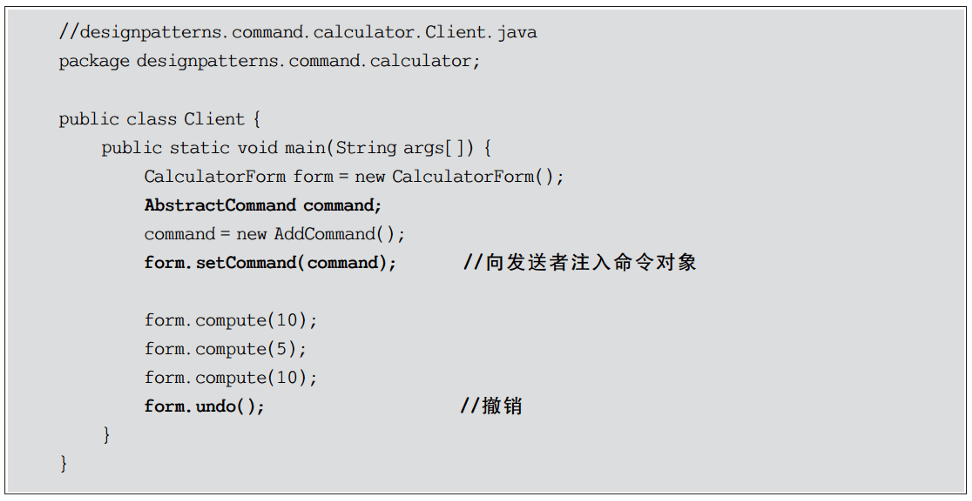 //designpatterns.command.calculator.Client.java
package designpatterns.command.calculator;

public class Client {
    public static void main(String args[]) {
        CalculatorForm form = new CalculatorForm();
        AbstractCommand command;
        command = new AddCommand();
        form.setCommand(command);        //向发送者注入命令对象

        form.compute(10);
        form.compute(5);
        form.compute(10);
        form.undo();        //撤销
    }
}